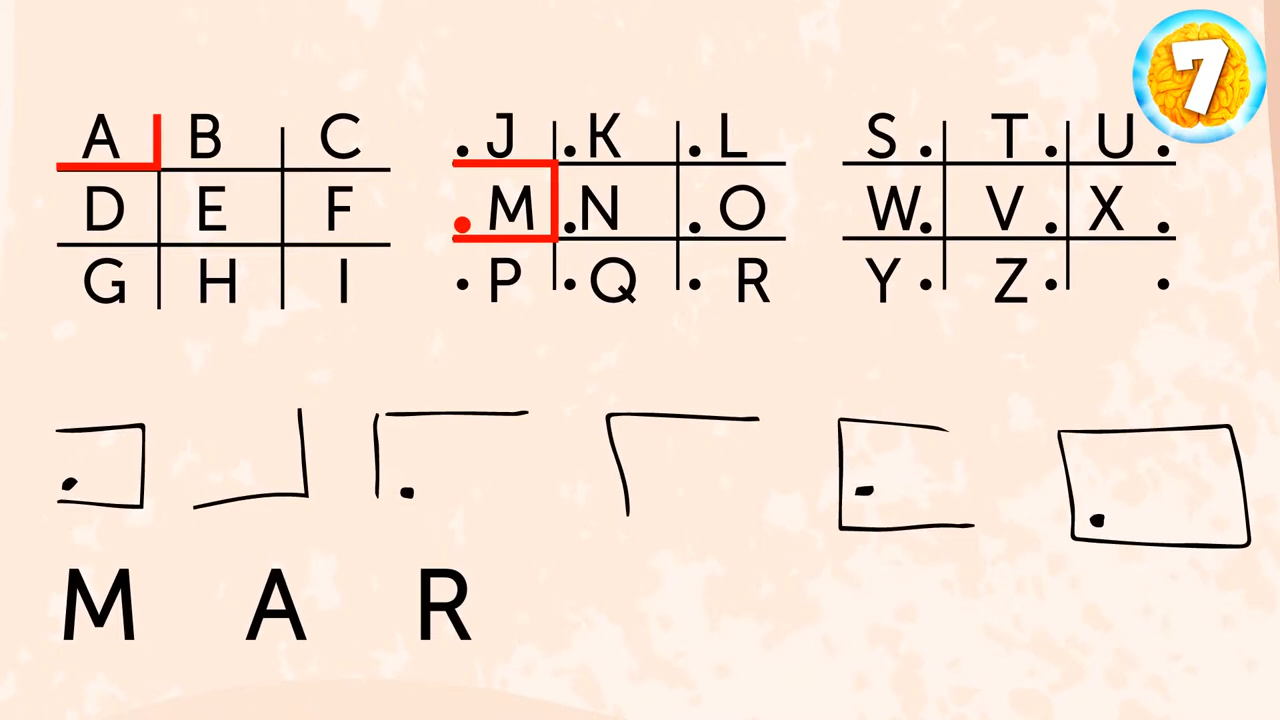 7
A B C .J .K .L S. T. U.
D E F .M .N .O W. V. X.
G H I .P .Q .R Y. Z. .
M A R